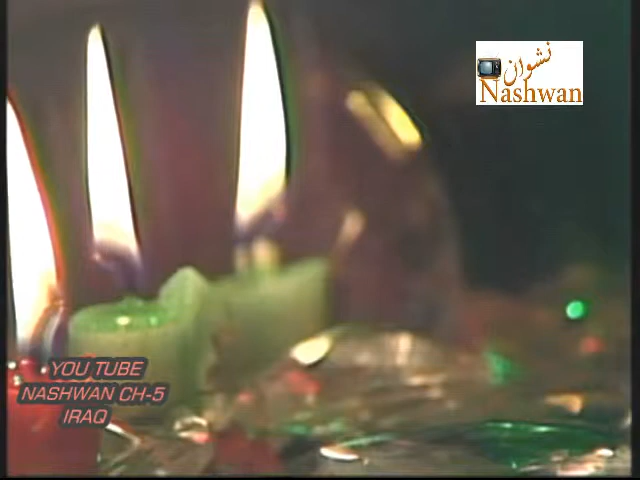 نشوان
Nashwan
YOU TUBE
NASHWAN CH-5
IRAQ